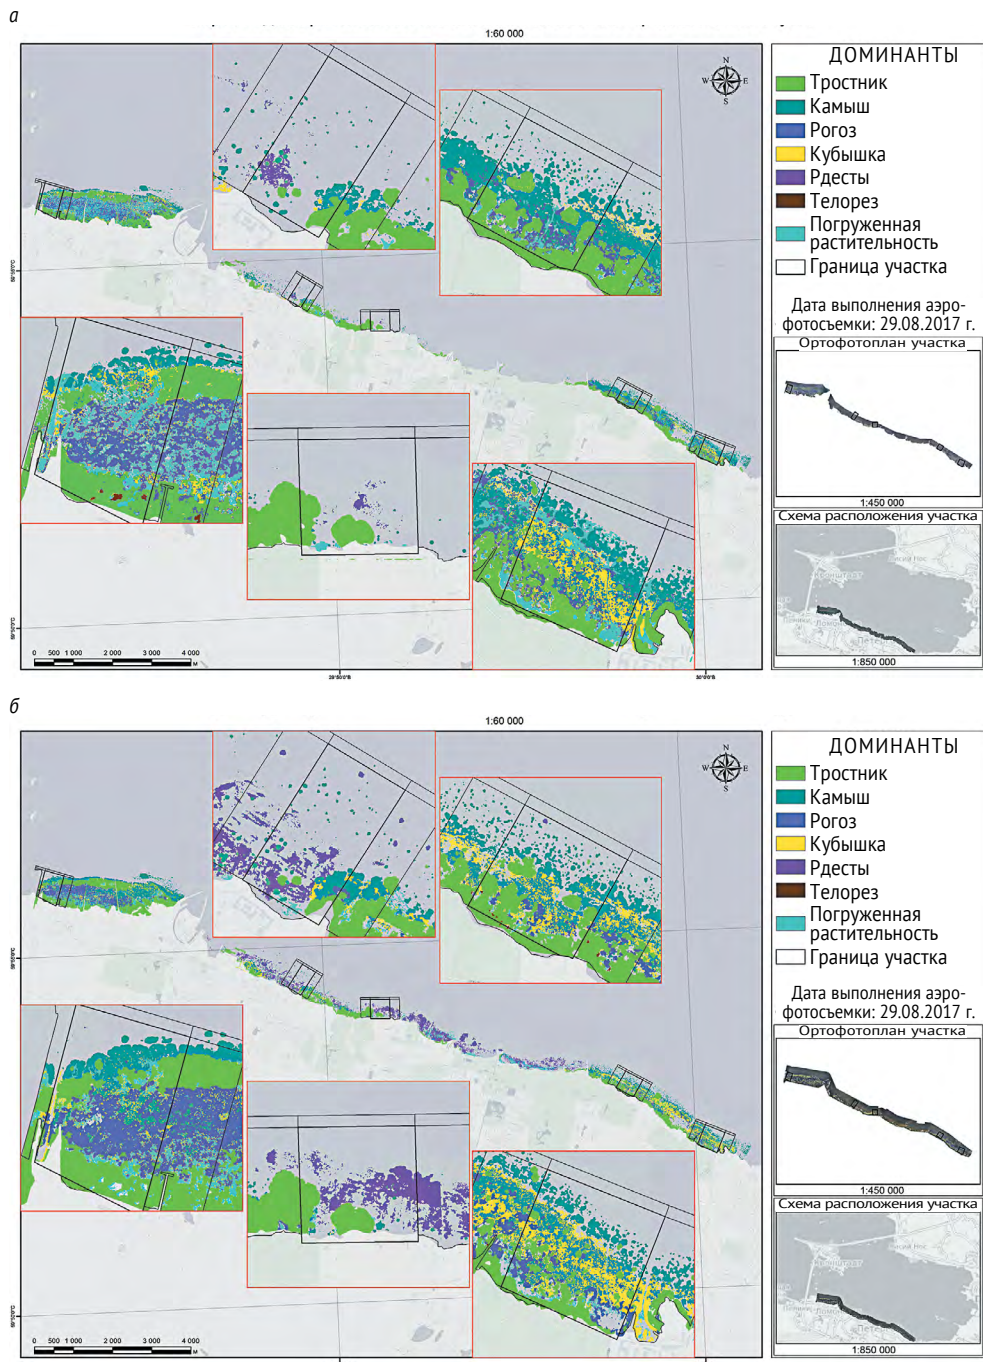 а
1:60 000
N
W
E
S
ДОМИНАНТЫ
Тростник
Камыш
Рогоз
Кубышка
Рдесты
Телорез
Погруженная
растительность
Граница участка
Дата выполнения аэро-
фотосъемки: 29.08.2017 г.
Ортофотоплан участка
1:450 000
Схема расположения участка
1:850 000
0 500 1 000 2 000 3 000 4 000
М
б
1:60 000
N
W
E
S
ДОМИНАНТЫ
Тростник
Камыш
Рогоз
Кубышка
Рдесты
Телорез
Погруженная
растительность
Граница участка
Дата выполнения аэро-
фотосъемки: 29.08.2017 г.
Ортофотоплан участка
1:450 000
Схема расположения участка
1:850 000
0 500 1 000 2 000 3 000 4 000
М